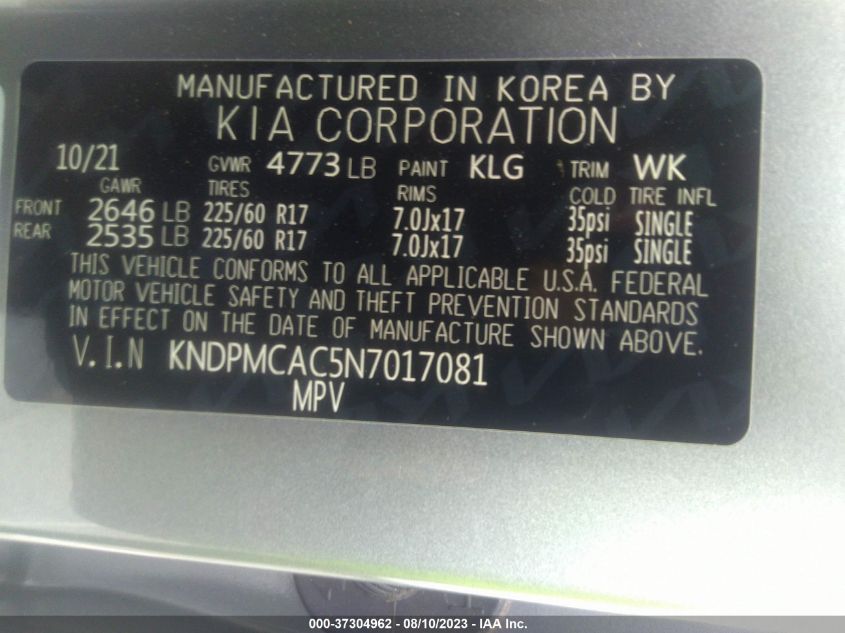 MANUFACTURED IN KOREA BY
KIA CORPORATION
10/21 GVWR 4773 LB PAINT KLG TRIM WK
GAWR TIRES RIMS COLD TIRE INFL
FRONT 2646 LB 225/60 R17 7.0Jx17 35psi SINGLE
REAR 2535 LB 225/60 R17 7.0Jx17 35psi SINGLE
THIS VEHICLE CONFORMS TO ALL APPLICABLE U.S.A. FEDERAL
MOTOR VEHICLE SAFETY AND THEFT PREVENTION STANDARDS
IN EFFECT ON THE DATE OF MANUFACTURE SHOWN ABOVE.
V.I.N KNDPMCAC5N7017081
MPV
000-37304962 - 08/10/2023 - IAA Inc.